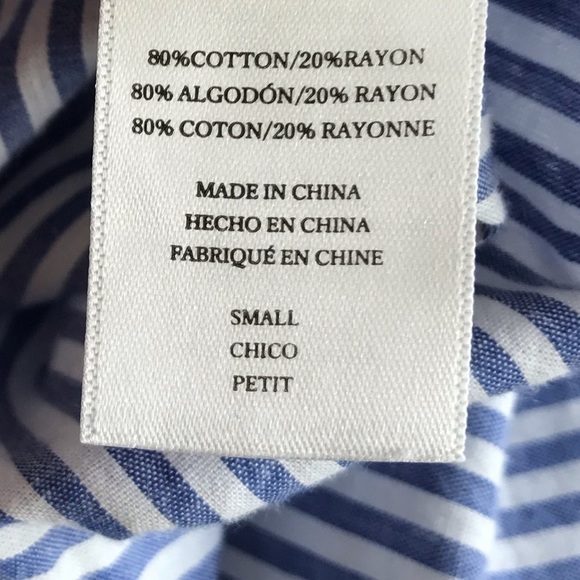 80%COTTON/20%RAYON
80% ALGODÓN/20% RAYON
80% COTON/20% RAYONNE
MADE IN CHINA
HECHO EN CHINA
FABRIQUÉ EN CHINE
SMALL
CHICO
PETIT